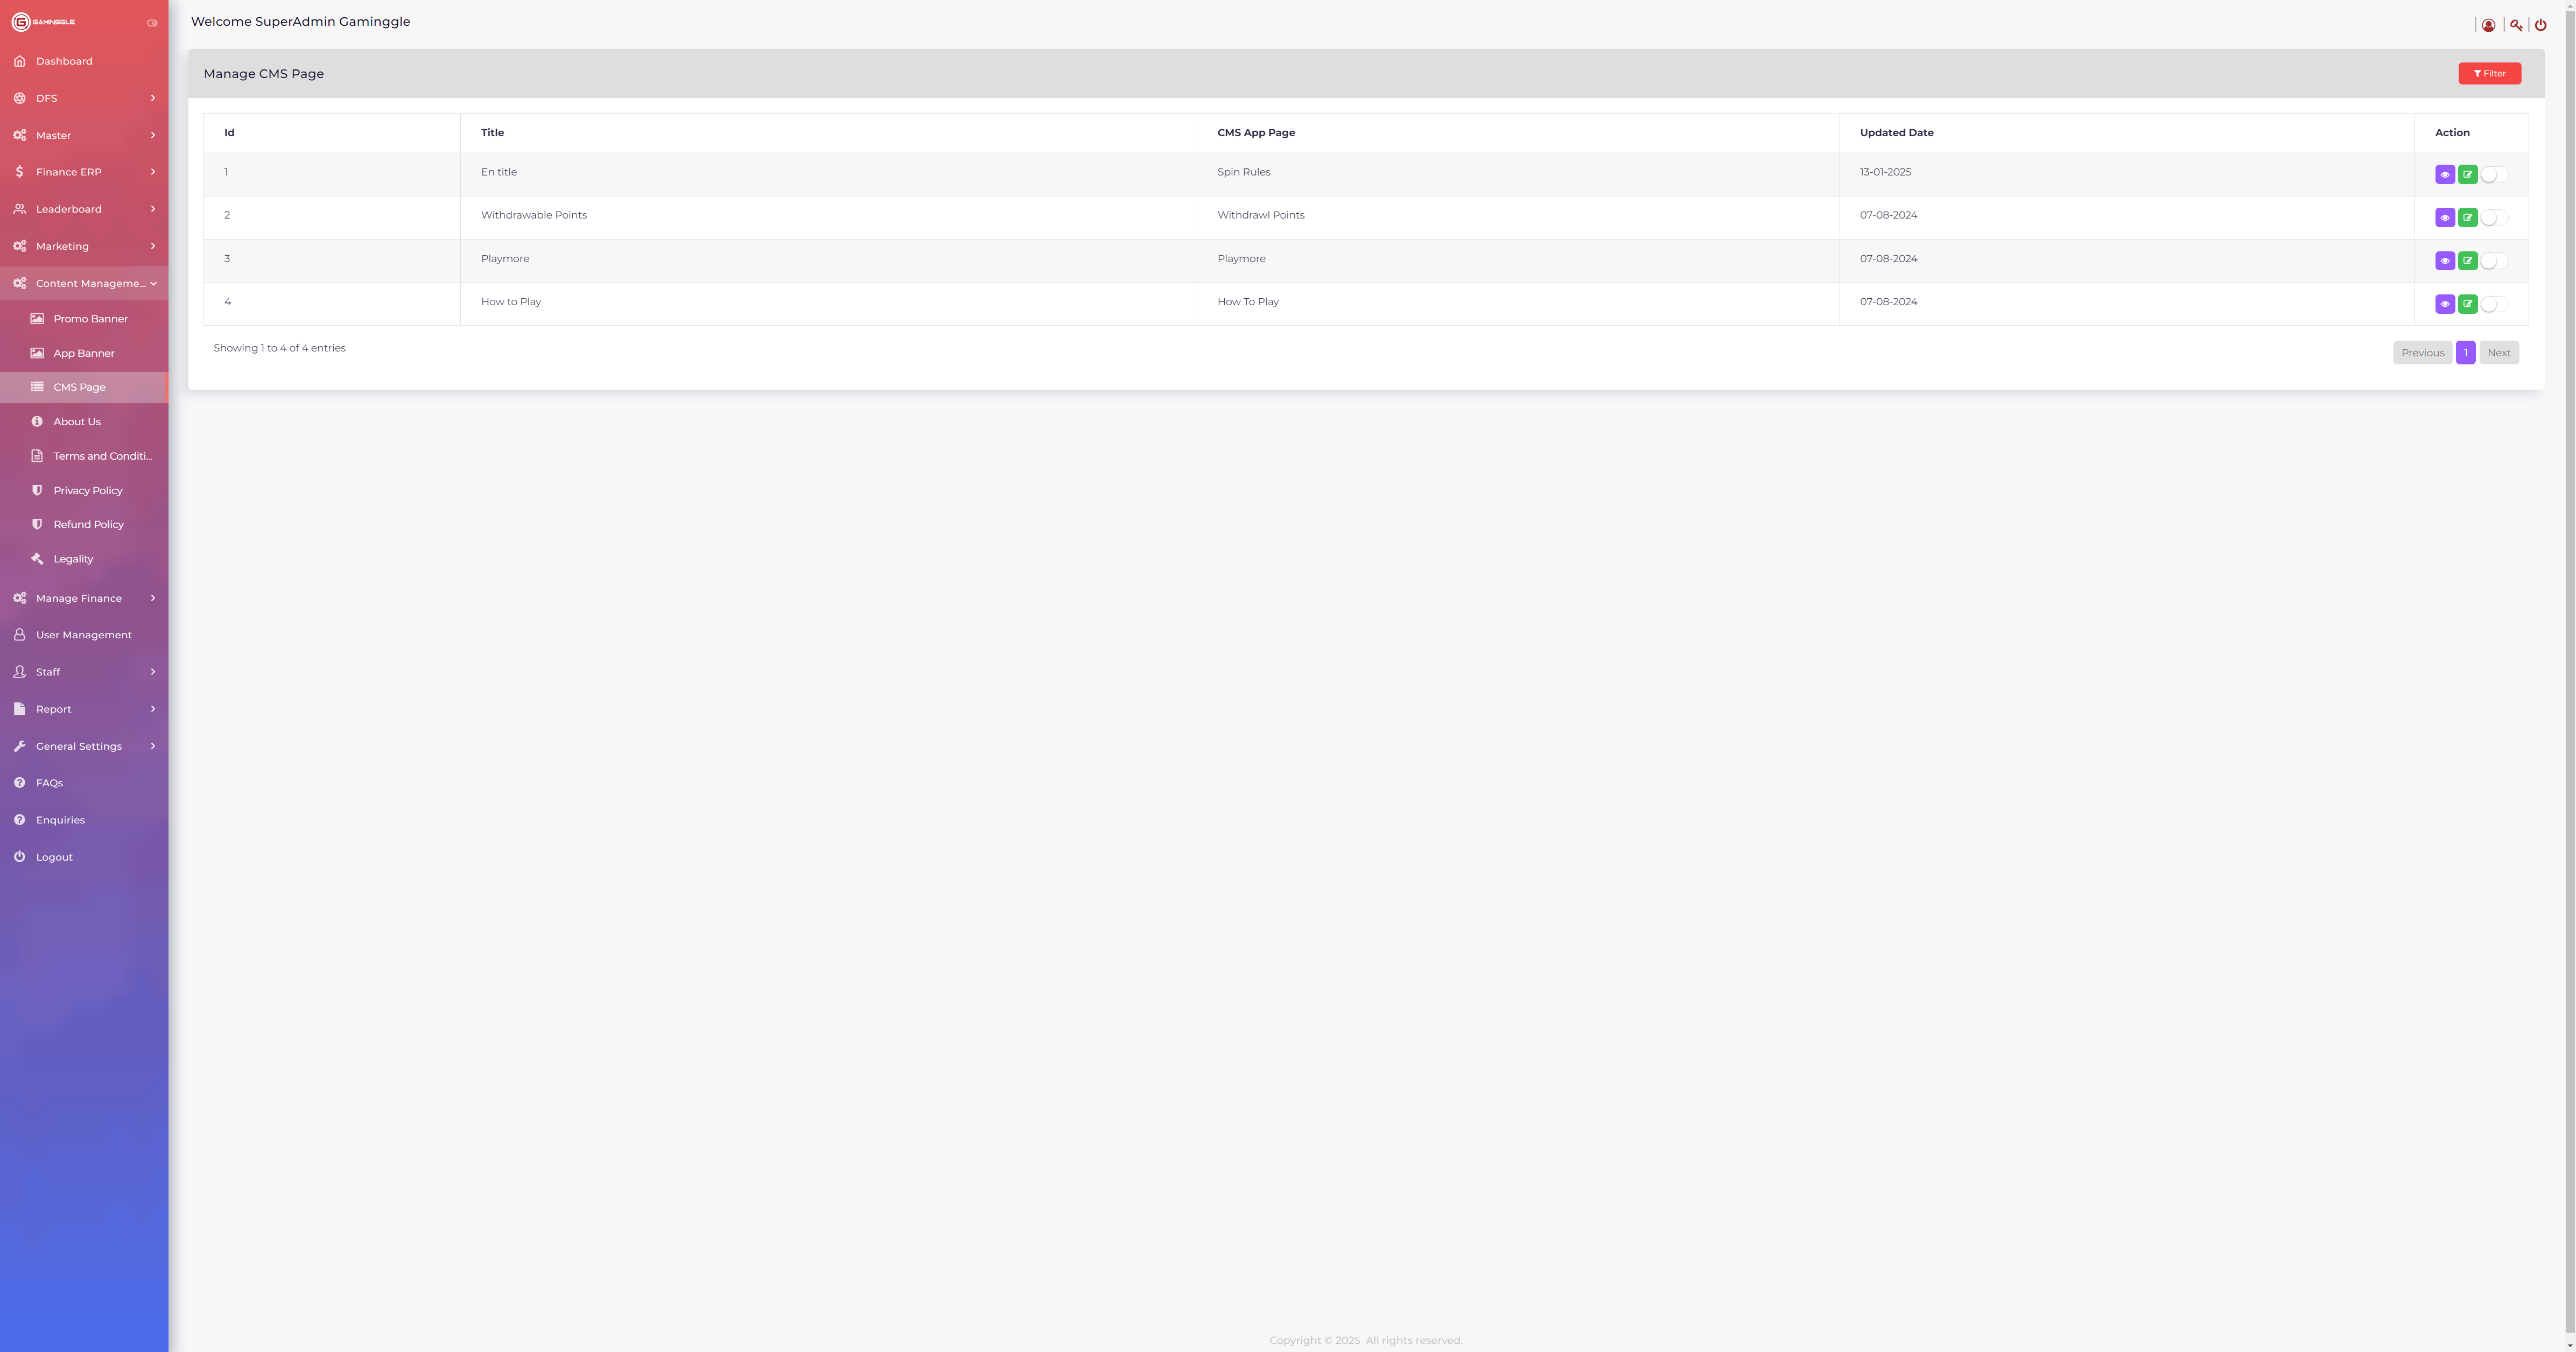 GAMINGGLE
Welcome SuperAdmin Gaminggle
Dashboard
DFS
Master
Finance ERP
Leaderboard
Marketing
Content Manageme...
Promo Banner
App Banner
CMS Page
About Us
Terms and Conditi...
Privacy Policy
Refund Policy
Legality
Manage Finance
User Management
Staff
Report
General Settings
FAQs
Enquiries
Logout
Manage CMS Page
Filter
Id Title CMS App Page Updated Date Action
1 En title Spin Rules 13-01-2025
2 Withdrawable Points Withdrawl Points 07-08-2024
3 Playmore Playmore 07-08-2024
4 How to Play How To Play 07-08-2024
Showing 1 to 4 of 4 entries
Previous 1 Next
Copyright © 2025 All rights reserved.